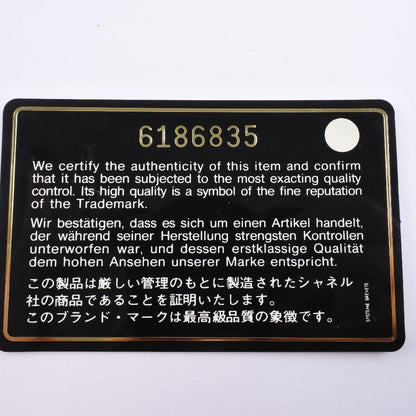 6186835
We certify the authenticity of this item and confirm
that it has been subjected to the most exacting quality
control. Its high quality is a symbol of the fine reputation
of the Trademark.
Wir bestätigen, dass es sich um einen Artikel handelt,
der während seiner Herstellung strengsten Kontrollen
unterworfen war, und dessen erstklassige Qualität
dem hohen Ansehen unserer Marke entspricht.
この製品は厳しい管理のもとに製造されたシャネル
社の商品であることを証明いたします。
このブランド・マークは最高級品質の象徴です。
SYSTEME BREVETE